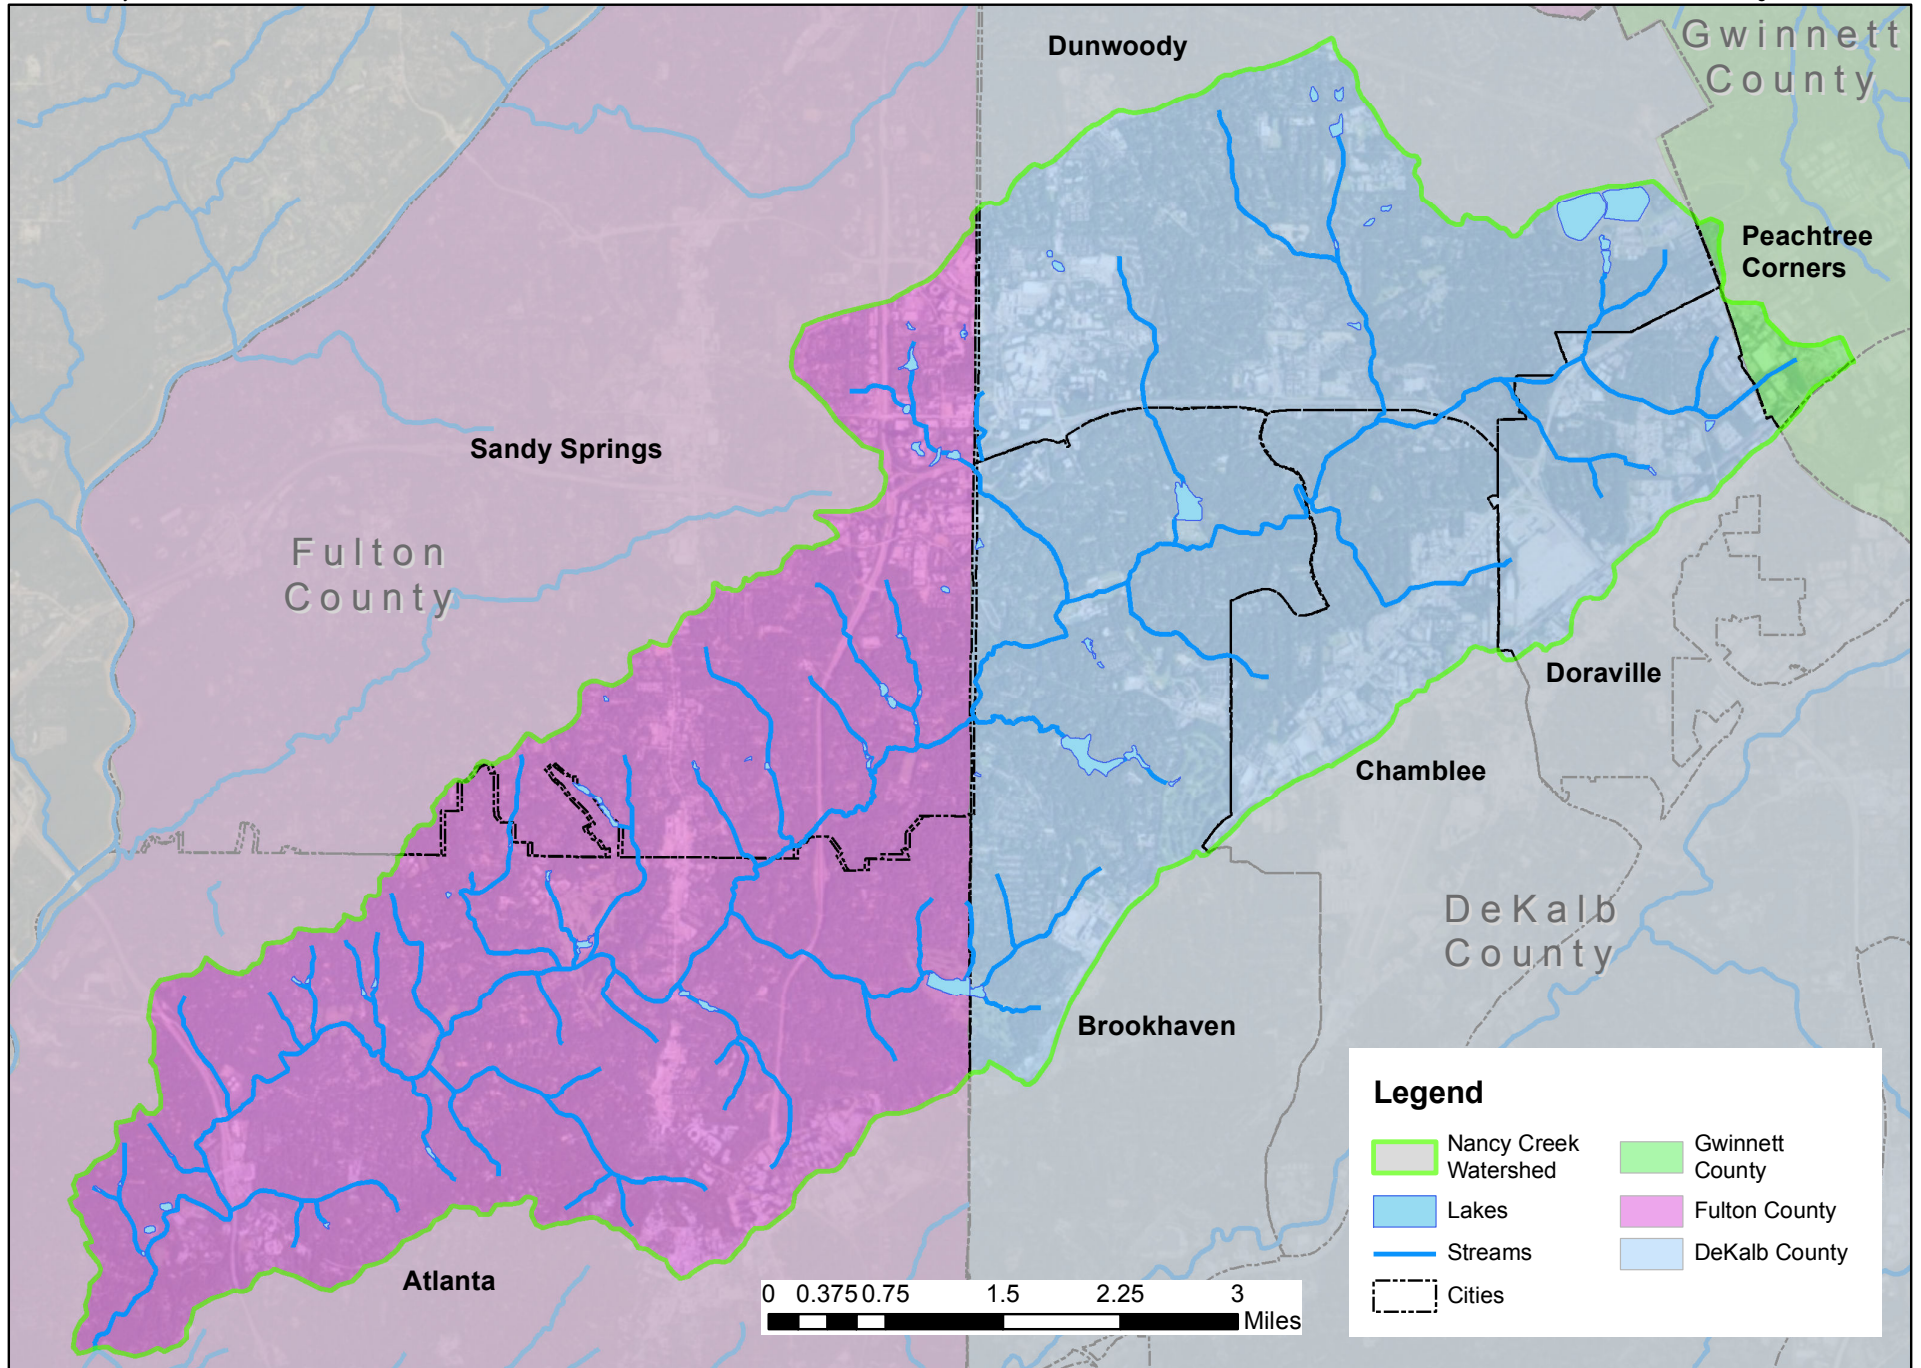 Dunwoody
Gwinnett
County
Peachtree
Corners
Sandy Springs
Fulton
County
Doraville
Chamblee
DeKalb
County
Brookhaven
Atlanta
0 0.375 0.75 1.5 2.25 3
Miles
Legend
Nancy Creek
Watershed
Lakes
Streams
Cities
Gwinnett
County
Fulton County
DeKalb County